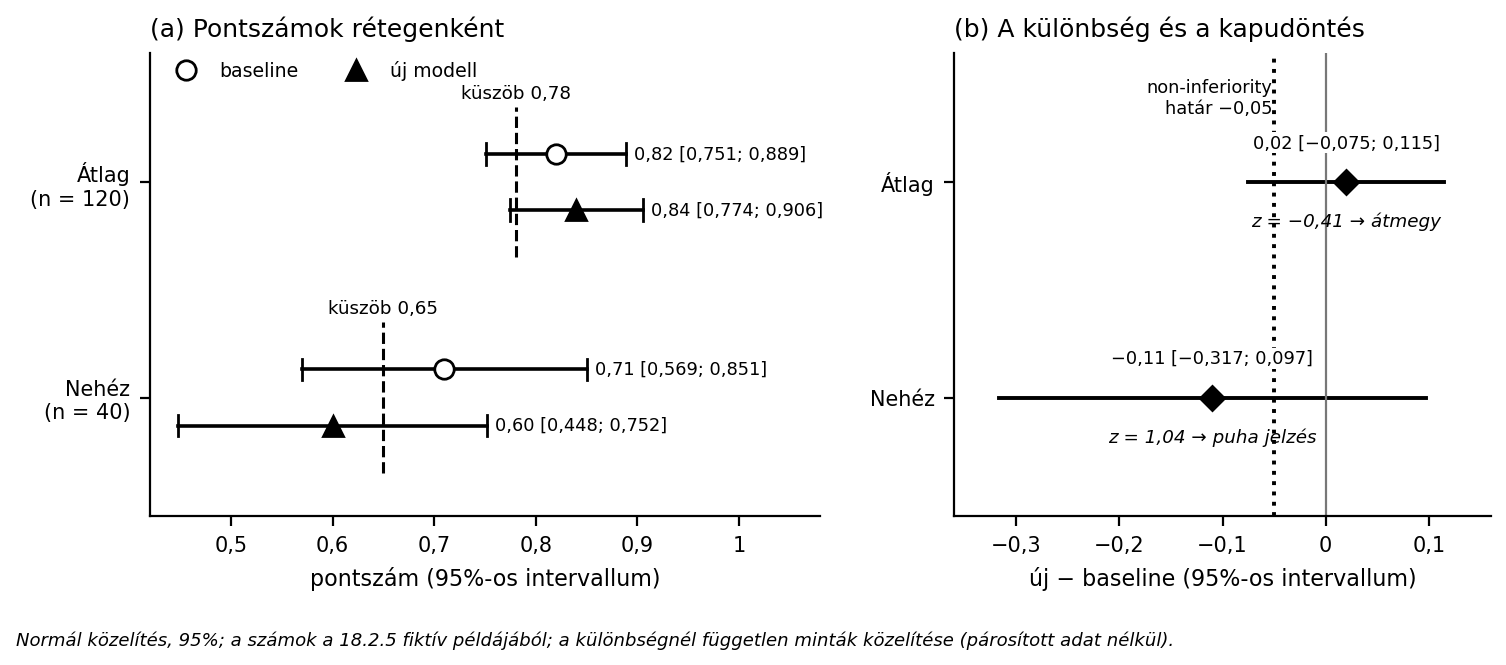 (a) Pontszámok rétegenként
baseline
új modell
küszöb 0,78
0,82 [0,751; 0,889]
Átlag
(n = 120)
0,84 [0,774; 0,906]
küszöb 0,65
0,71 [0,569; 0,851]
Nehéz
(n = 40)
0,60 [0,448; 0,752]
0,5 0,6 0,7 0,8 0,9 1
pontszám (95%-os intervallum)
(b) A különbség és a kapudöntés
non-inferiority
határ −0,05
0,02 [−0,075; 0,115]
Átlag
z = −0,41 → átmegy
−0,11 [−0,317; 0,097]
Nehéz
z = 1,04 → puha jelzés
−0,3 −0,2 −0,1 0 0,1
új − baseline (95%-os intervallum)
Normál közelítés, 95%; a számok a 18.2.5 fiktív példájából; a különbségnél független minták közelítése (párosított adat nélkül).